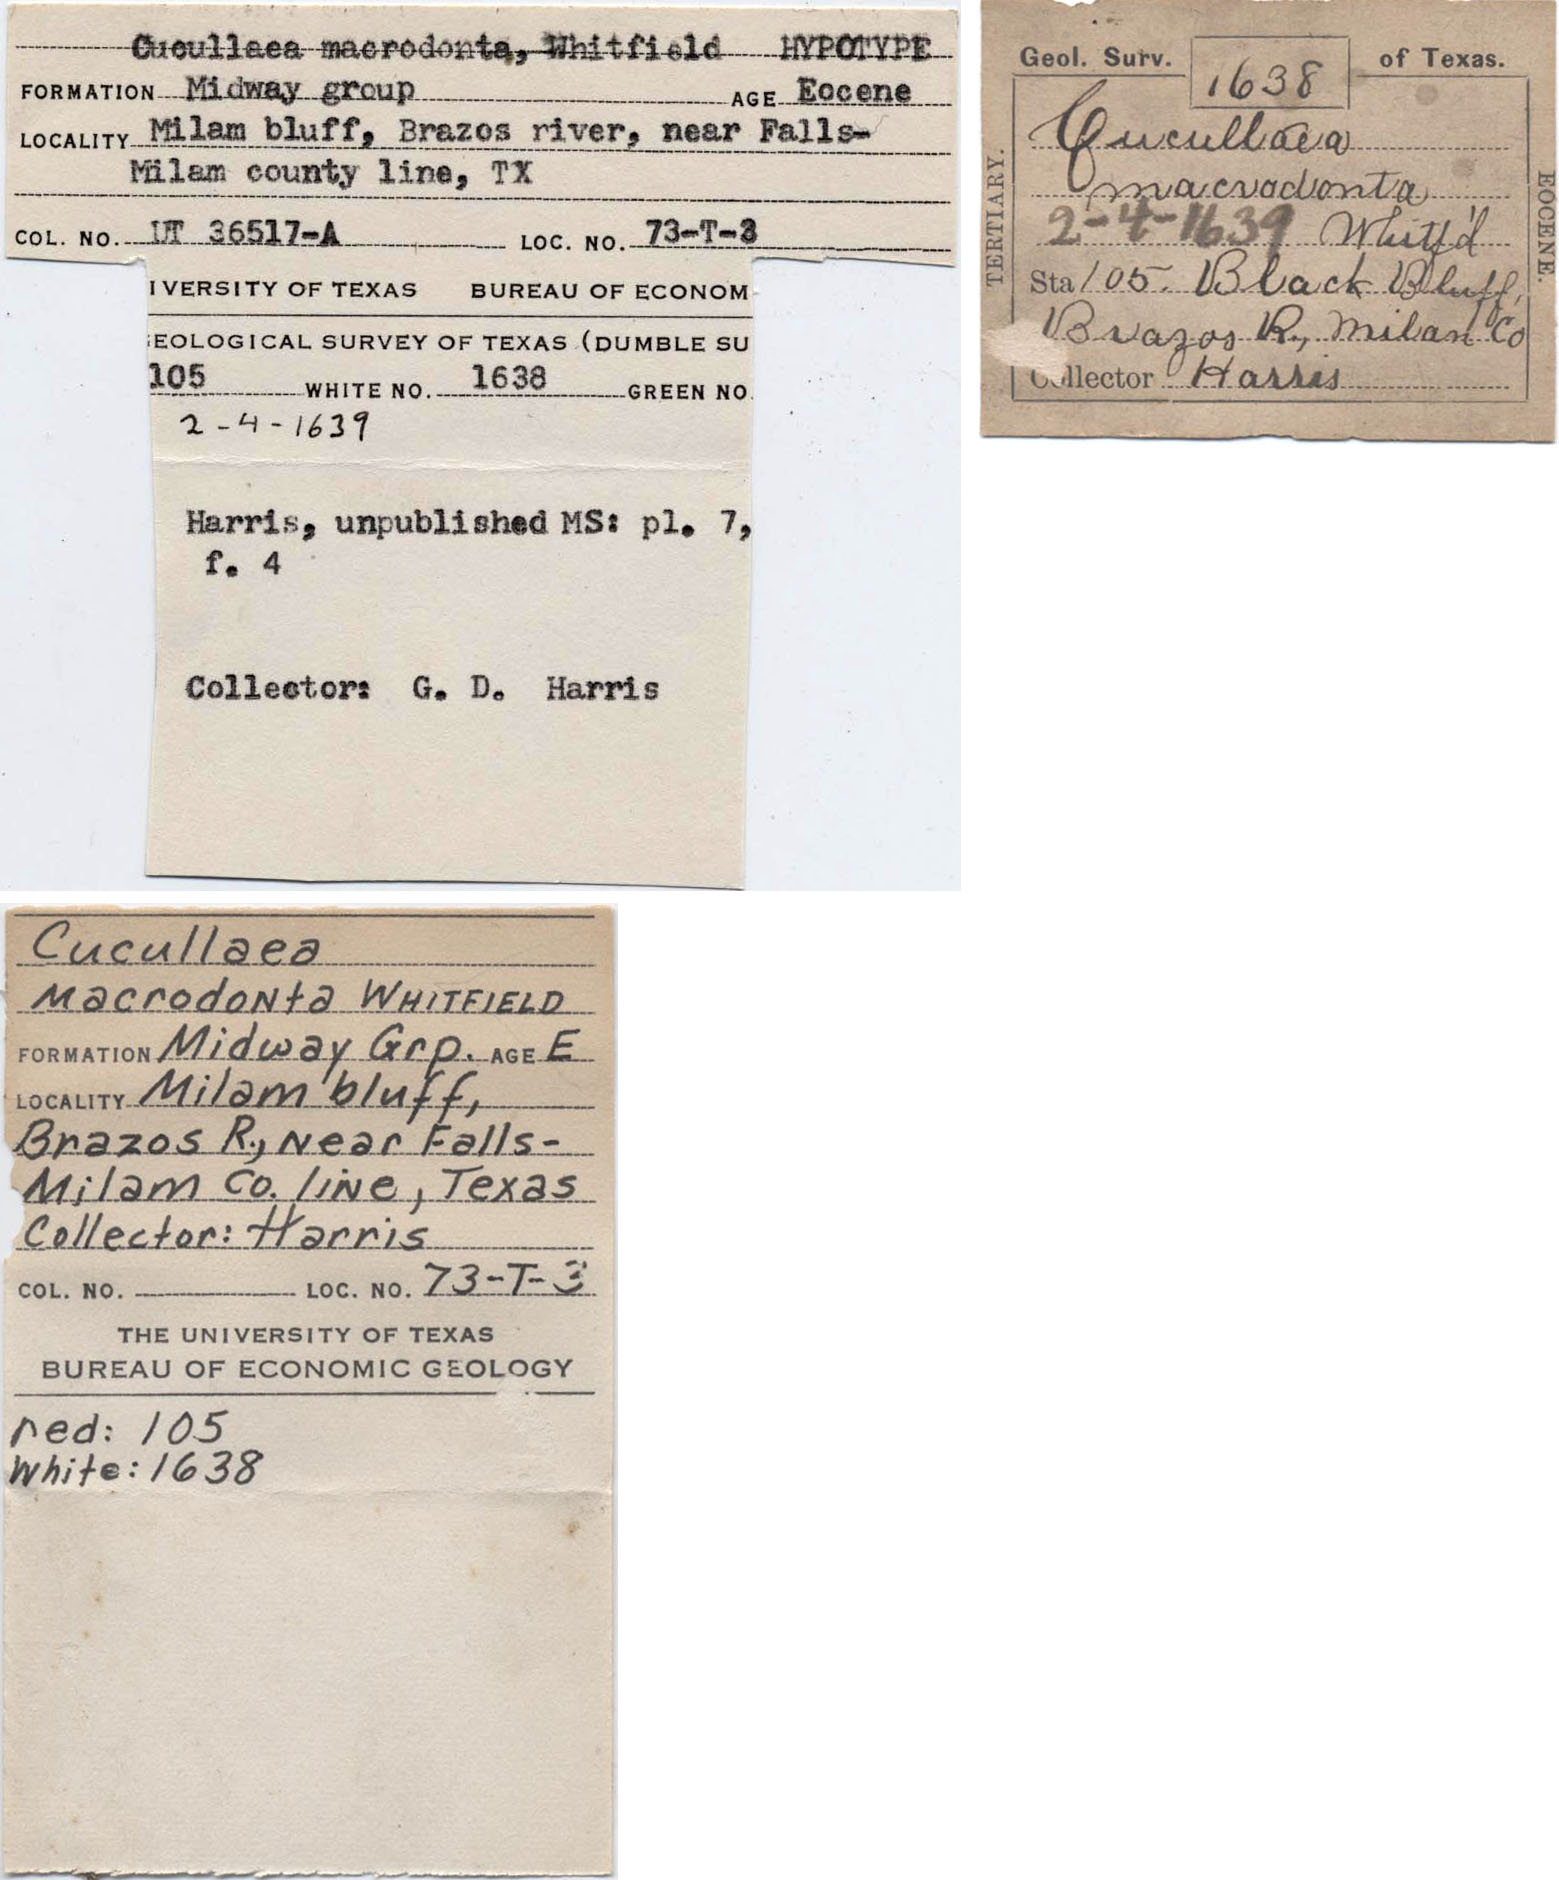 Cucullaea macrodonta, Whitfield HYPOTYPE
FORMATION Midway group AGE Eocene
LOCALITY Milam bluff, Brazos river, near Falls-
Milam county line, TX
COL. NO. UT 36517-A LOC. NO. 73-T-3
IVERSITY OF TEXAS BUREAU OF ECONOM
EOLOGICAL SURVEY OF TEXAS (DUMBLE SU
105 WHITE NO. 1638 GREEN NO
2-4-1639
Harris, unpublished MS: pl. 7,
f. 4
Collector: G. D. Harris
Geol. Surv. 1638 of Texas.
TERTIARY.
EOCENE.
Cucullaea
macrodonta
2-4-1639 Whitf'd
Sta 105. Black Bluff,
Brazos R., Milan Co
Collector Harris
Cucullaea
macrodonta WHITFIELD
FORMATION Midway Grp. AGE E
LOCALITY Milam bluff,
Brazos R., near Falls-
Milam Co. line, Texas
Collector: Harris
COL. NO. LOC. NO. 73-T-3
THE UNIVERSITY OF TEXAS
BUREAU OF ECONOMIC GEOLOGY
red: 105
White: 1638